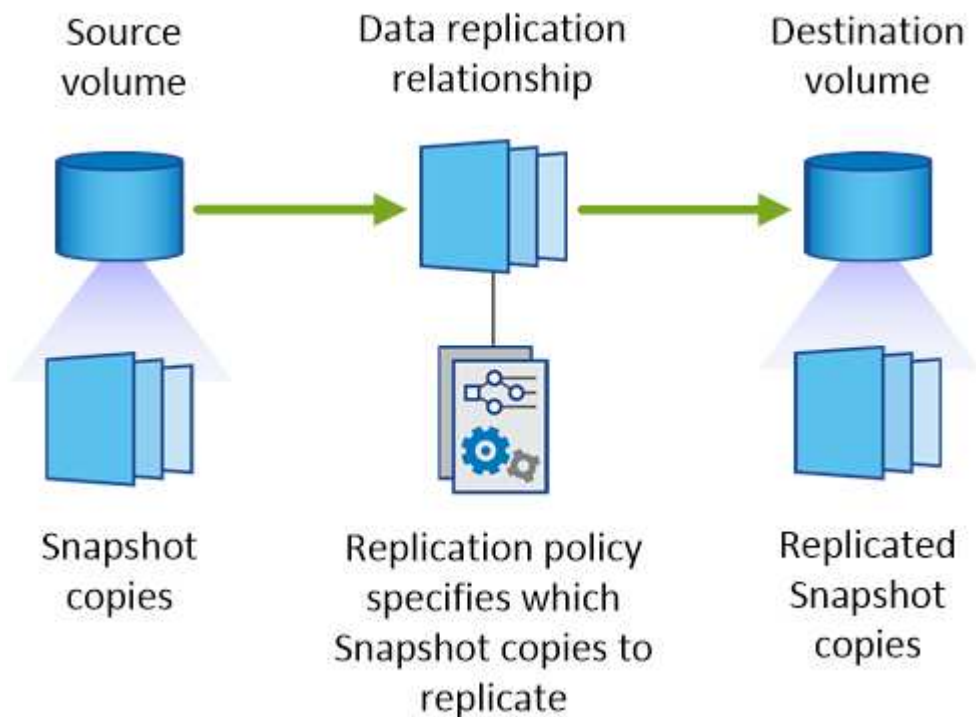 Source
volume
Data replication
relationship
Destination
volume
Snapshot
copies
Replication policy
specifies which
Snapshot copies to
replicate
Replicated
Snapshot
copies